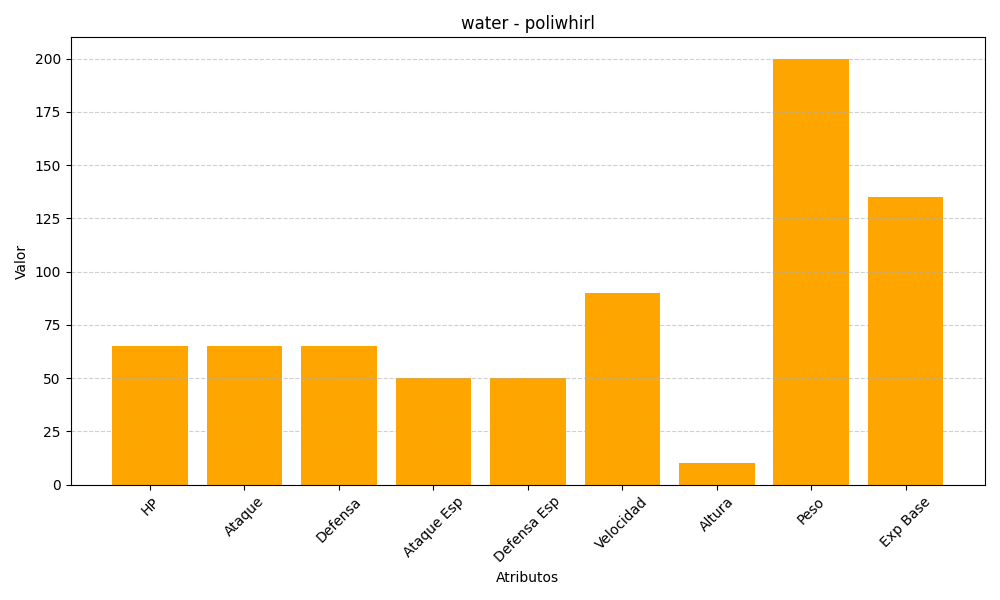 water - poliwhirl
Valor
200
175
150
125
100
75
50
25
0
HP
Ataque
Defensa
Ataque Esp
Defensa Esp
Velocidad
Altura
Peso
Exp Base
Atributos